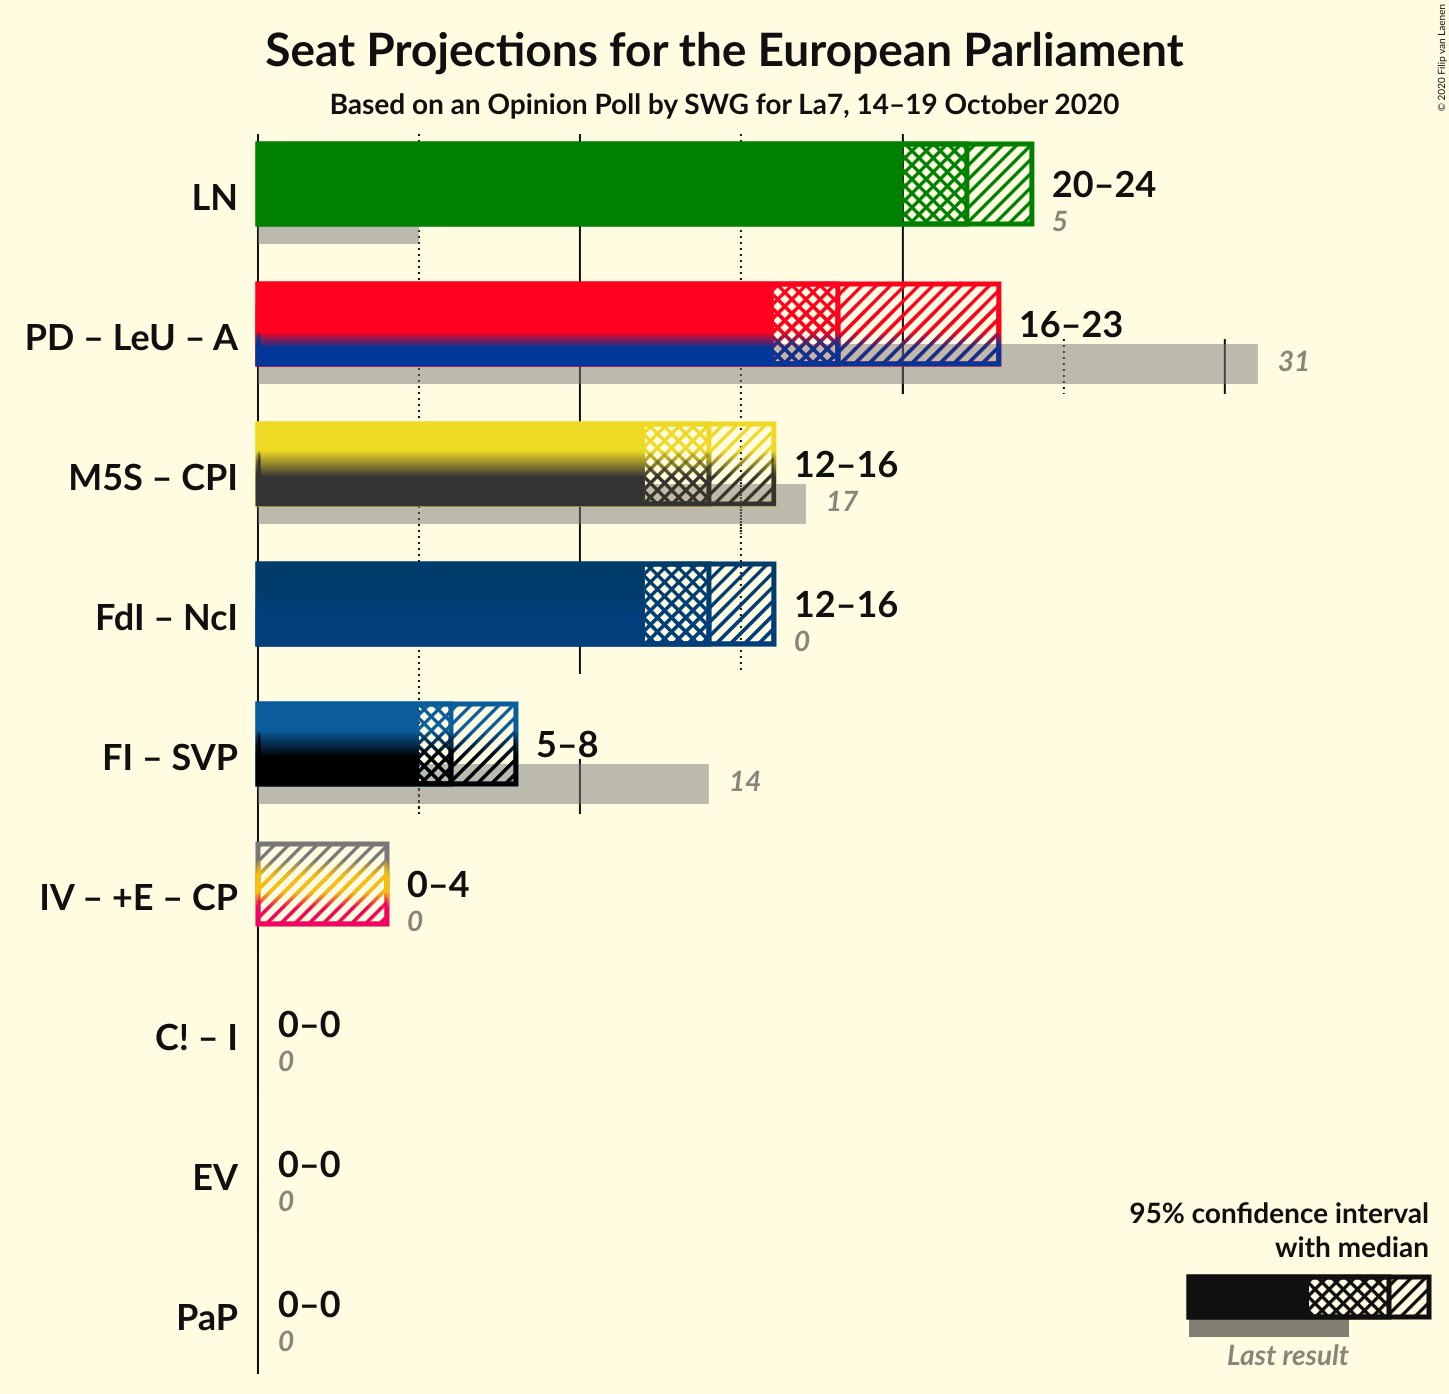 Seat Projections for the European Parliament
Based on an Opinion Poll by SWG for La7, 14–19 October 2020
© 2020 Filip van Laenen
LN
20–24
5
PD – LeU – A
16–23
31
M5S – CPI
12–16
17
FdI – NcI
12–16
0
FI – SVP
5–8
14
IV – +E – CP
0–4
0
C! – I
0–0
0
EV
0–0
0
PaP
0–0
0
95% confidence interval
with median
Last result